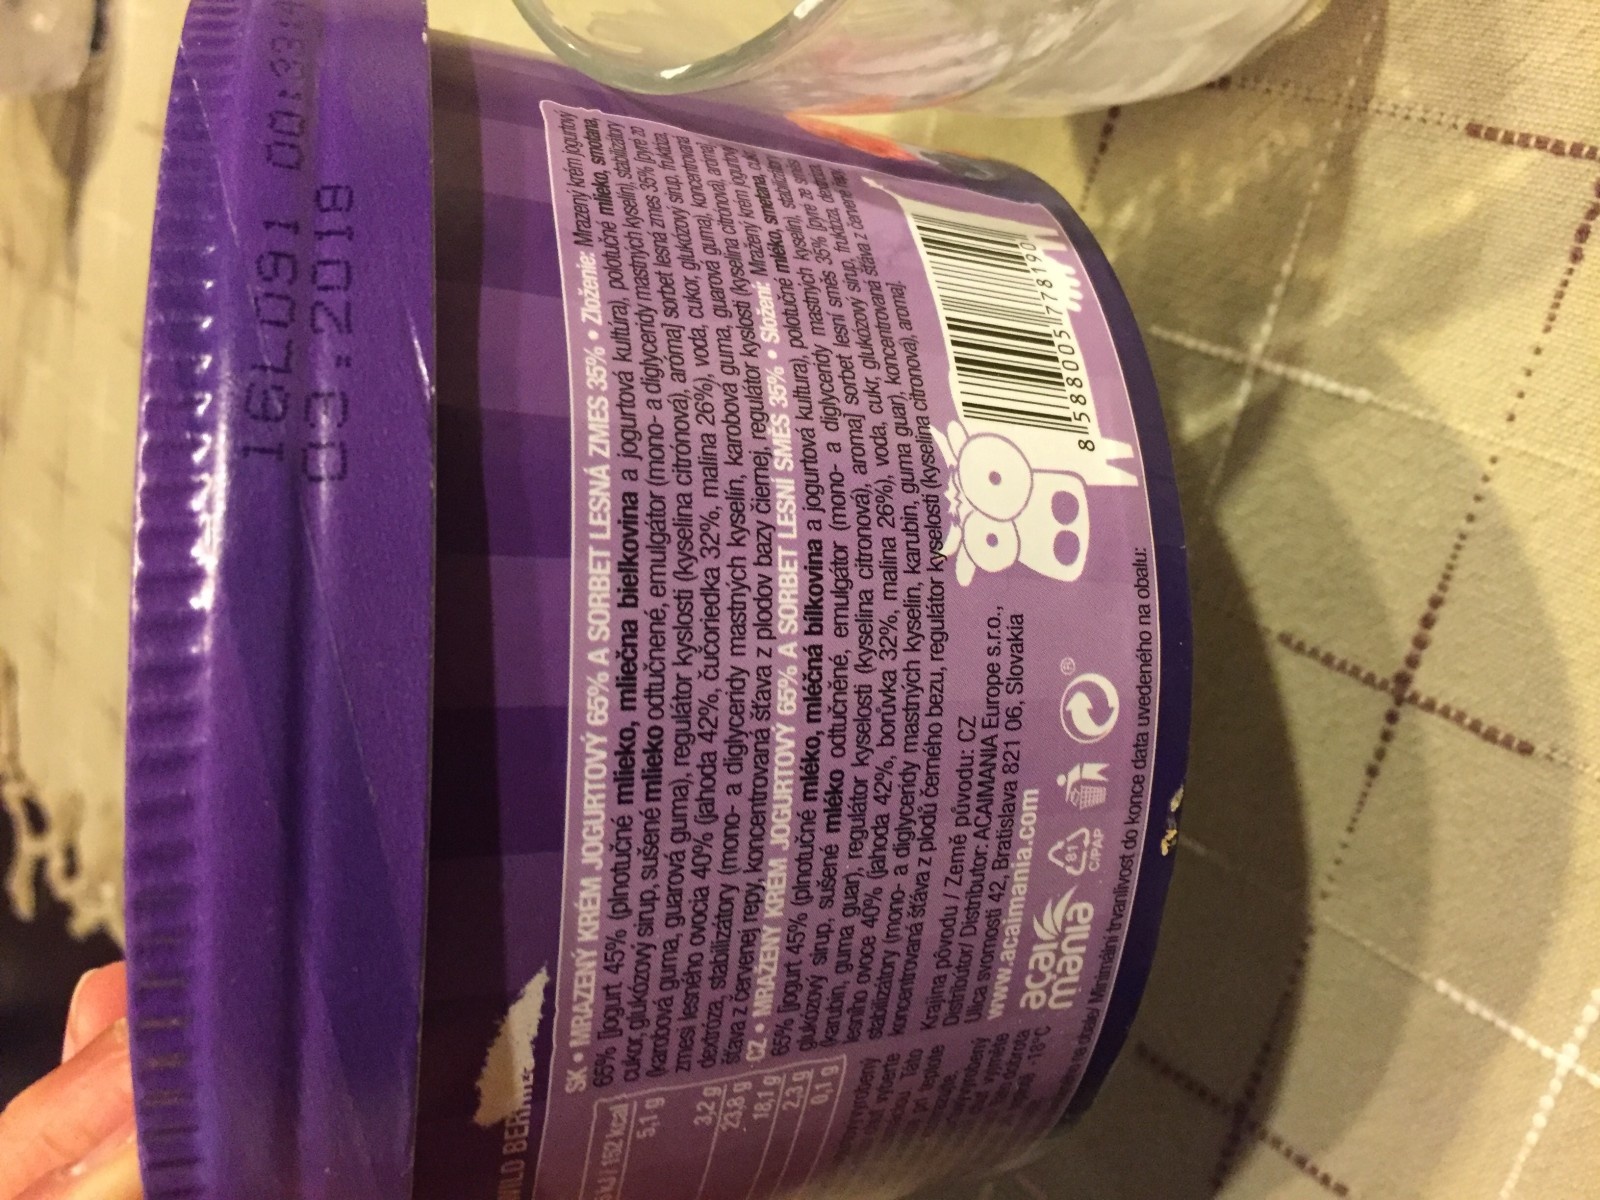 16L091 00:33
03.2018
WILD BERRIES
152 kcal
5,1 g
3,2 g
23,8 g
18,1 g
2,3 g
0,1 g
SK • MRAZENÝ KRÉM JOGURTOVÝ 65% A SORBET LESNÁ ZMES 35% • Zloženie: Mrazený krém jogurtový
65% [jogurt 45% (plnotučné mlieko, mliečna bielkovina a jogurtová kultúra), polotučné mlieko, smotana,
cukor, glukózový sirup, sušené mlieko odtučnené, emulgátor (mono- a diglyceridy mastných kyselín), stabilizátory
(karobová guma, guarová guma), regulátor kyslosti (kyselina citrónová), aróma] sorbet lesná zmes 35% [pyré zo
zmesi lesného ovocia 40% (jahoda 42%, čučoriedka 32%, malina 26%), voda, cukor, glukózový sirup, fruktóza,
dextróza, stabilizátory (mono- a diglyceridy mastných kyselín, karobová guma, guarová guma), koncentrovaná
šťava z červenej repy, koncentrovaná šťava z plodov bazy čiernej, regulátor kyslosti (kyselina citrónová), aróma].
CZ • MRAŽENÝ KRÉM JOGURTOVÝ 65% A SORBET LESNÍ SMĚS 35% • Složení: Mražený krém jogurtový
65% [jogurt 45% (plnotučné mléko, mléčná bílkovina a jogurtová kultura), polotučné mléko, smetana, cukr,
glukózový sirup, sušené mléko odtučněné, emulgátor (mono- a diglyceridy mastných kyselin), stabilizátory
(karubin, guma guar), regulátor kyselosti (kyselina citronová), aroma] sorbet lesní směs 35% [pyré ze směsi
lesního ovoce 40% (jahoda 42%, borůvka 32%, malina 26%), voda, cukr, glukózový sirup, fruktóza, dextróza,
stabilizátory (mono- a diglyceridy mastných kyselin, karubin, guma guar), koncentrovaná šťáva z červené řepy,
koncentrovaná šťáva z plodů černého bezu, regulátor kyselosti (kyselina citronová), aroma].
Krajina pôvodu / Země původu: CZ
Distribútor/ Distributor: ACAIMANIA Europe s.r.o.,
Ulica svornosti 42, Bratislava 821 06, Slovakia
www.acaimania.com
açaí
mania
81
C/PAP
®
8 588005 778190
-18°C
na obale/ Minimální trvanlivost do konce data uvedeného na obalu: